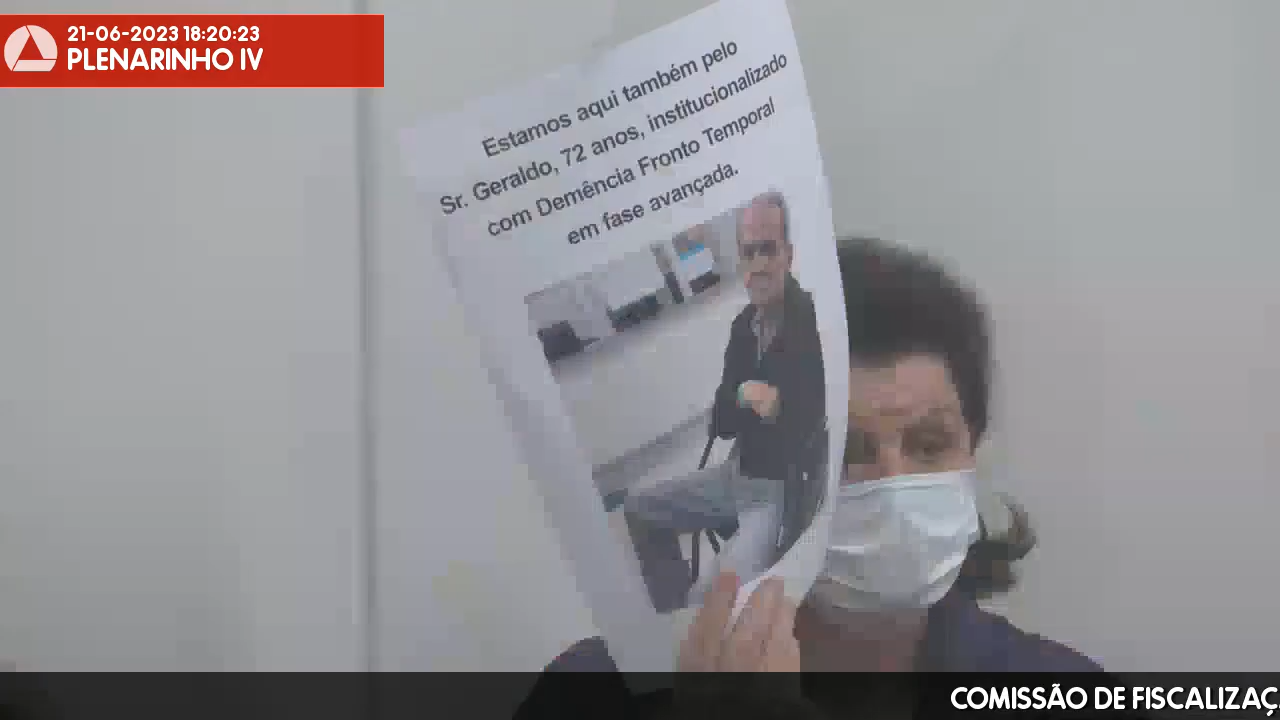 21-06-2023 18:20:23
PLENARINHO IV
Estamos aqui também pelo
Sr. Geraldo, 72 anos, institucionalizado
com Demência Fronto Temporal
em fase avançada.
COMISSÃO DE FISCALIZAÇ